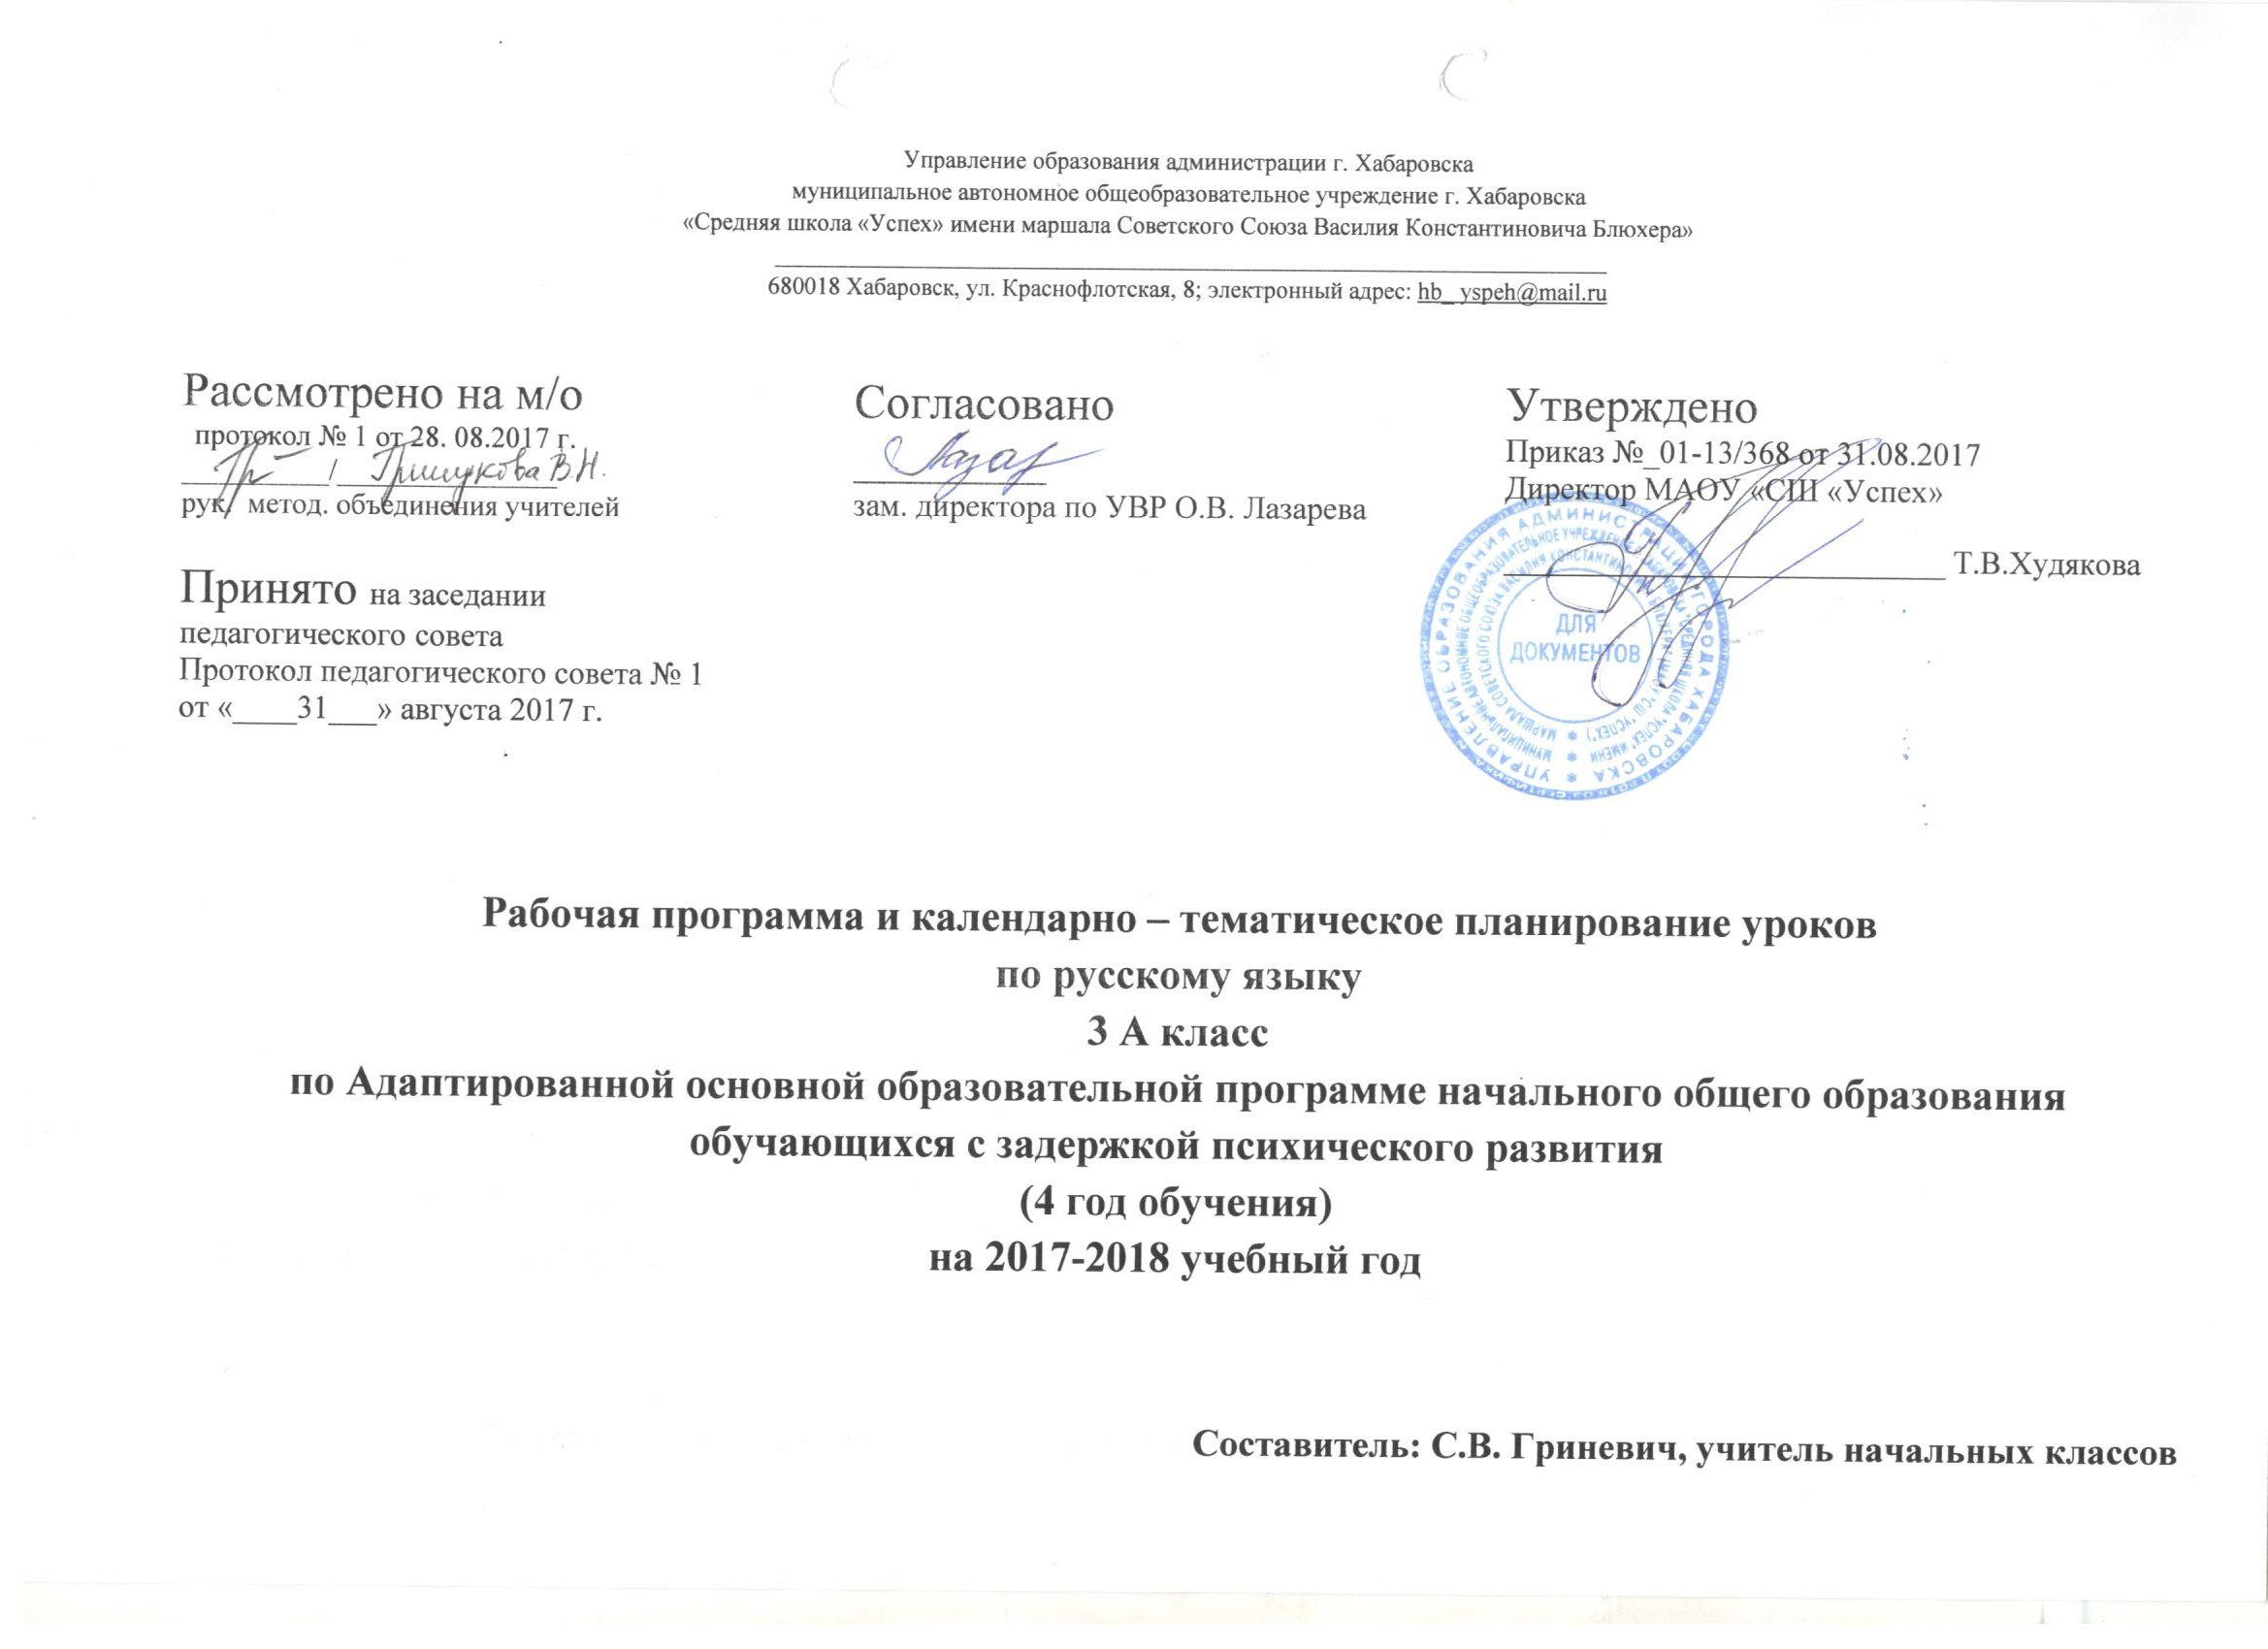 Управление образования администрации г. Хабаровска
муниципальное автономное общеобразовательное учреждение г. Хабаровска
«Средняя школа «Успех» имени маршала Советского Союза Василия Константиновича Блюхера»
680018 Хабаровск, ул. Краснофлотская, 8; электронный адрес: hb_ yspeh@mail.ru
Рассмотрено на м/о
протокол № 1 от 28. 08.2017 г.
/ В.Н.
рук. метод. объединения учителей
Принято на заседании
педагогического совета
Протокол педагогического совета № 1
от «____31___» августа 2017 г.
Согласовано
зам. директора по УВР О.В. Лазарева
Утверждено
Приказ №_01-13/368 от 31.08.2017
Директор МАОУ «СШ «Успех»
Т.В.Худякова
УПРАВЛЕНИЕ ОБРАЗОВАНИЯ АДМИНИСТРАЦИИ ГОРОДА ХАБАРОВСКА
ДЛЯ
ДОКУМЕНТОВ
Рабочая программа и календарно – тематическое планирование уроков
по русскому языку
3 А класс
по Адаптированной основной образовательной программе начального общего образования
обучающихся с задержкой психического развития
(4 год обучения)
на 2017-2018 учебный год
Составитель: С.В. Гриневич, учитель начальных классов